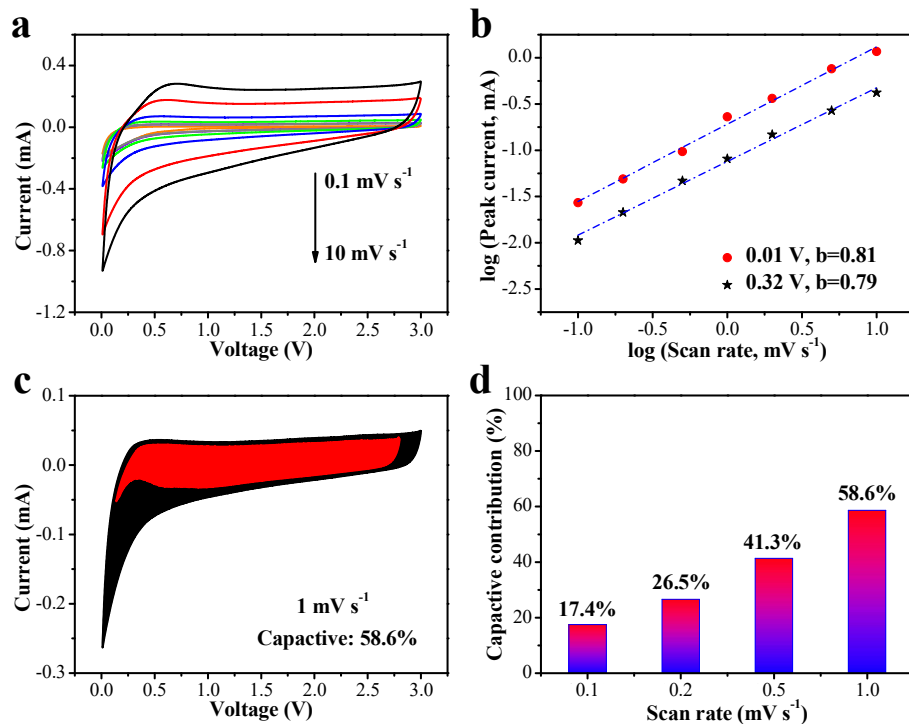 a
0.4
0.0
-0.4
-0.8
-1.2
Current (mA)
0.1 mV s⁻¹
10 mV s⁻¹
0.0 0.5 1.0 1.5 2.0 2.5 3.0
Voltage (V)
b
0.0
-0.5
-1.0
-1.5
-2.0
-2.5
log (Peak current, mA)
0.01 V, b=0.81
0.32 V, b=0.79
-1.0 -0.5 0.0 0.5 1.0
log (Scan rate, mV s⁻¹)
c
0.1
0.0
-0.1
-0.2
-0.3
Current (mA)
1 mV s⁻¹
Capactive: 58.6%
0.0 0.5 1.0 1.5 2.0 2.5 3.0
Voltage (V)
d
100
80
60
40
20
0
Capactive contribution (%)
17.4%
26.5%
41.3%
58.6%
0.1 0.2 0.5 1.0
Scan rate (mV s⁻¹)